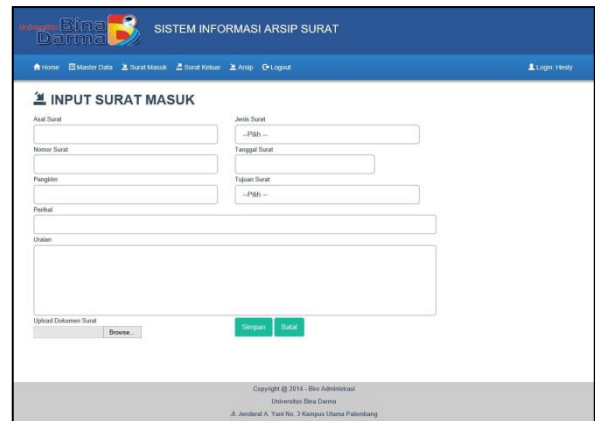 Universitas Bina Darma
SISTEM INFORMASI ARSIP SURAT
Home Master Data Surat Masuk Surat Keluar Arsip Logout
Login: Hesty
INPUT SURAT MASUK
Asal Surat Jenis Surat
--Pilih --
Nomor Surat Tanggal Surat
Pengirim Tujuan Surat
--Pilih --
Perihal
Uraian
Upload Dokumen Surat
Browse... Simpan Batal
Copyright @ 2014 - Biro Administrasi
Universitas Bina Darma
Jl. Jenderal A. Yani No. 3 Kampus Utama Palembang